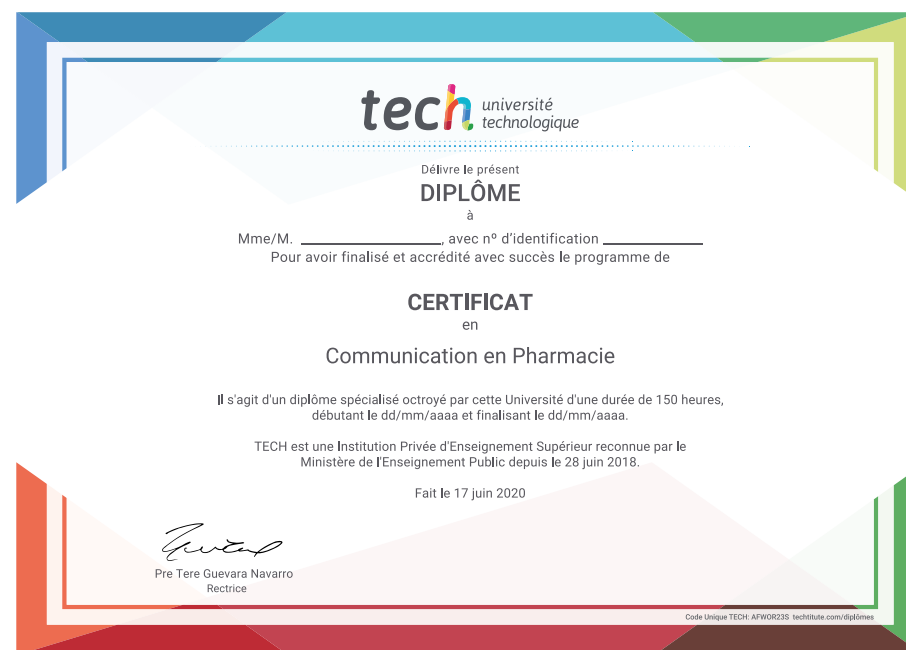 tech université
technologique
Délivre le présent
DIPLÔME
à
Mme/M. ____________________, avec nº d'identification ______________
Pour avoir finalisé et accrédité avec succès le programme de
CERTIFICAT
en
Communication en Pharmacie
Il s'agit d'un diplôme spécialisé octroyé par cette Université d'une durée de 150 heures,
débutant le dd/mm/aaaa et finalisant le dd/mm/aaaa.
TECH est une Institution Privée d'Enseignement Supérieur reconnue par le
Ministère de l'Enseignement Public depuis le 28 juin 2018.
Fait le 17 juin 2020
Pre Tere Guevara Navarro
Rectrice
Code Unique TECH: AFWOR23S techtitute.com/diplômes